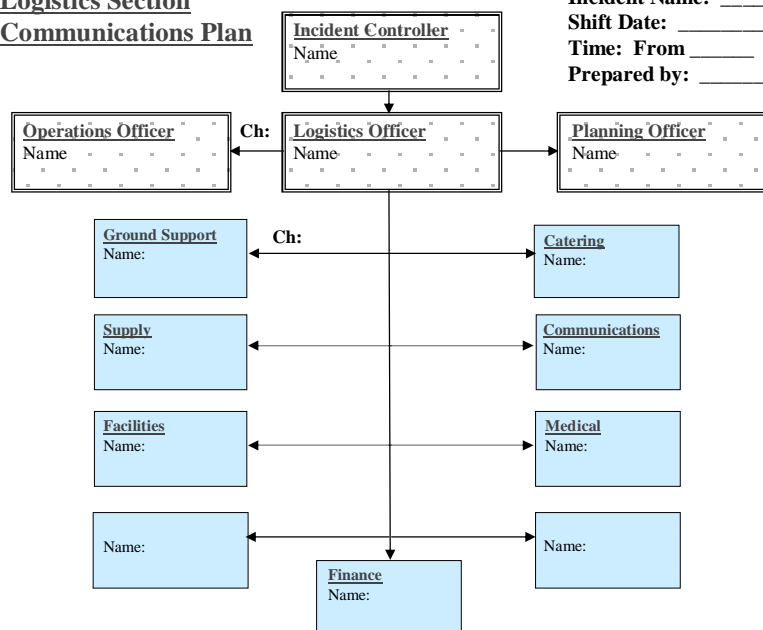 Logistics Section
Communications Plan
Incident Name: ____
Shift Date: ________
Time: From ______
Prepared by: ______
Incident Controller
Name
Operations Officer
Name
Ch:
Logistics Officer
Name
Planning Officer
Name
Ground Support
Name:
Ch:
Catering
Name:
Supply
Name:
Communications
Name:
Facilities
Name:
Medical
Name:
Name:
Name:
Finance
Name: